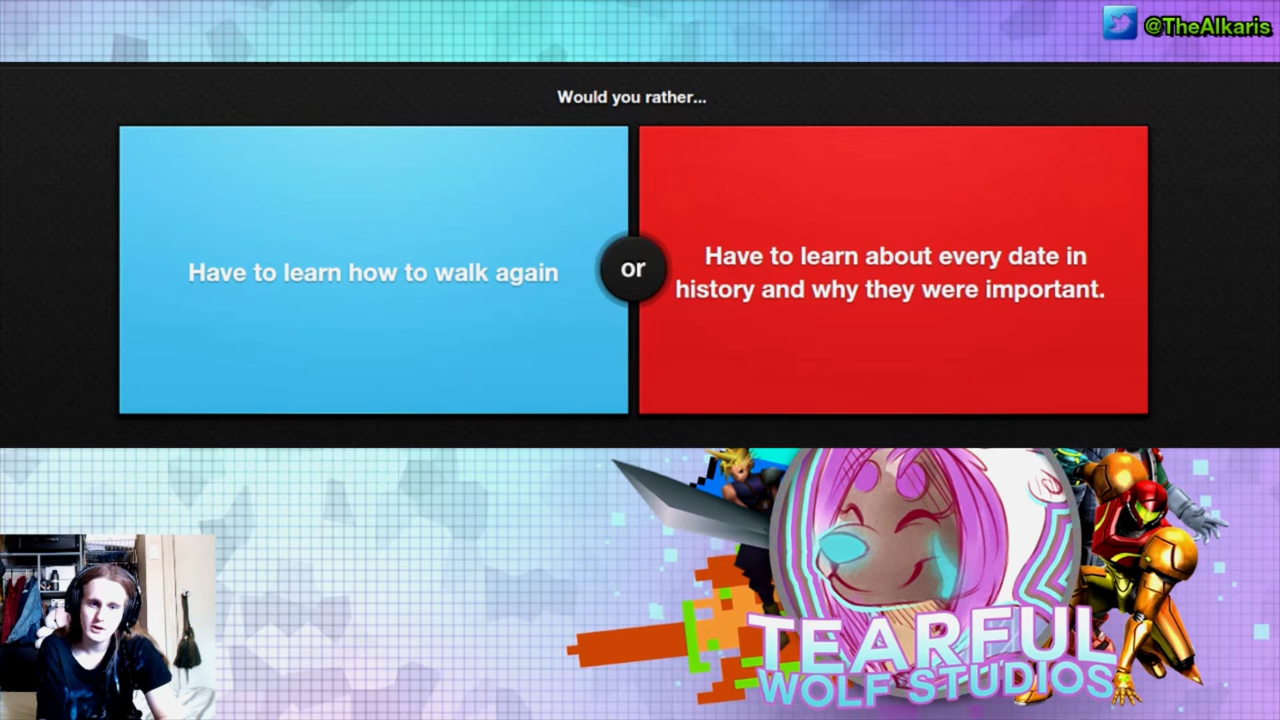 @TheAlkaris
Would you rather...
Have to learn how to walk again
or
Have to learn about every date in
history and why they were important.
TEARFUL
WOLF STUDIOS